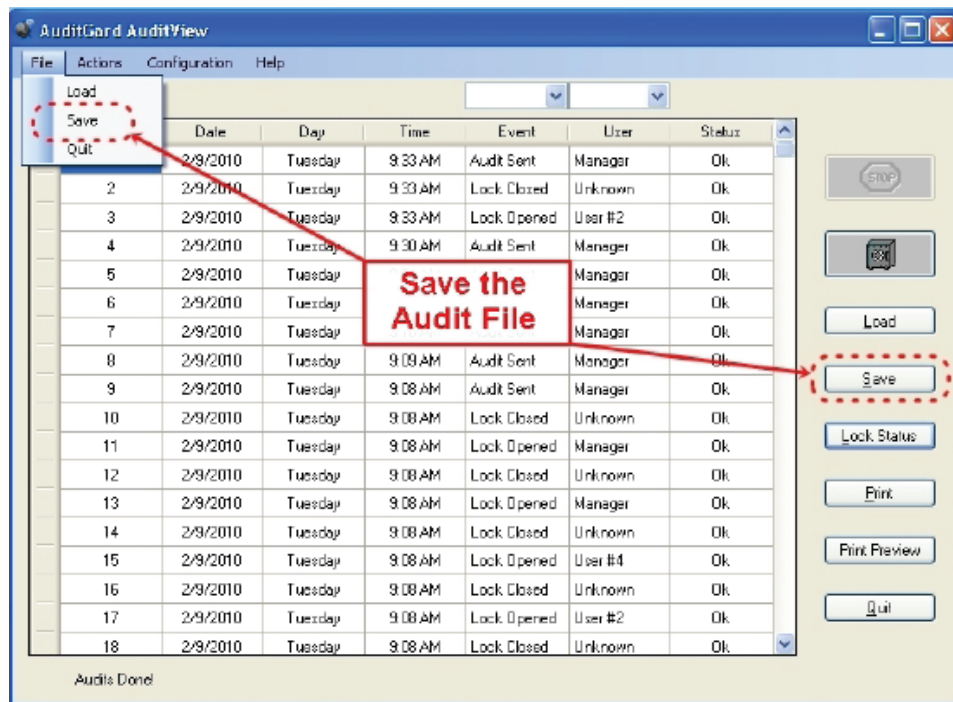 AuditGard AuditView
File Actions Configuration Help
Load
Save
Quit
Date Day Time Event User Status
2/9/2010 Tuesday 9:33 AM Audit Sent Manager Ok
2 2/9/2010 Tuesday 9:33 AM Lock Closed Unknown Ok
3 2/9/2010 Tuesday 9:33 AM Lock Opened User #2 Ok
4 2/9/2010 Tuesday 9:30 AM Audit Sent Manager Ok
5 2/9/2010 Tuesday Manager Ok
6 2/9/2010 Tuesday Manager Ok
7 2/9/2010 Tuesday Manager Ok
8 2/9/2010 Tuesday 9:09 AM Audit Sent Manager Ok
9 2/9/2010 Tuesday 9:08 AM Audit Sent Manager Ok
10 2/9/2010 Tuesday 9:08 AM Lock Closed Unknown Ok
11 2/9/2010 Tuesday 9:08 AM Lock Opened Manager Ok
12 2/9/2010 Tuesday 9:08 AM Lock Closed Unknown Ok
13 2/9/2010 Tuesday 9:08 AM Lock Opened Manager Ok
14 2/9/2010 Tuesday 9:08 AM Lock Closed Unknown Ok
15 2/9/2010 Tuesday 9:08 AM Lock Opened User #4 Ok
16 2/9/2010 Tuesday 9:08 AM Lock Closed Unknown Ok
17 2/9/2010 Tuesday 9:08 AM Lock Opened User #2 Ok
18 2/9/2010 Tuesday 9:08 AM Lock Closed Unknown Ok
Save the
Audit File
STOP
Load
Save
Lock Status
Print
Print Preview
Quit
Audits Done!